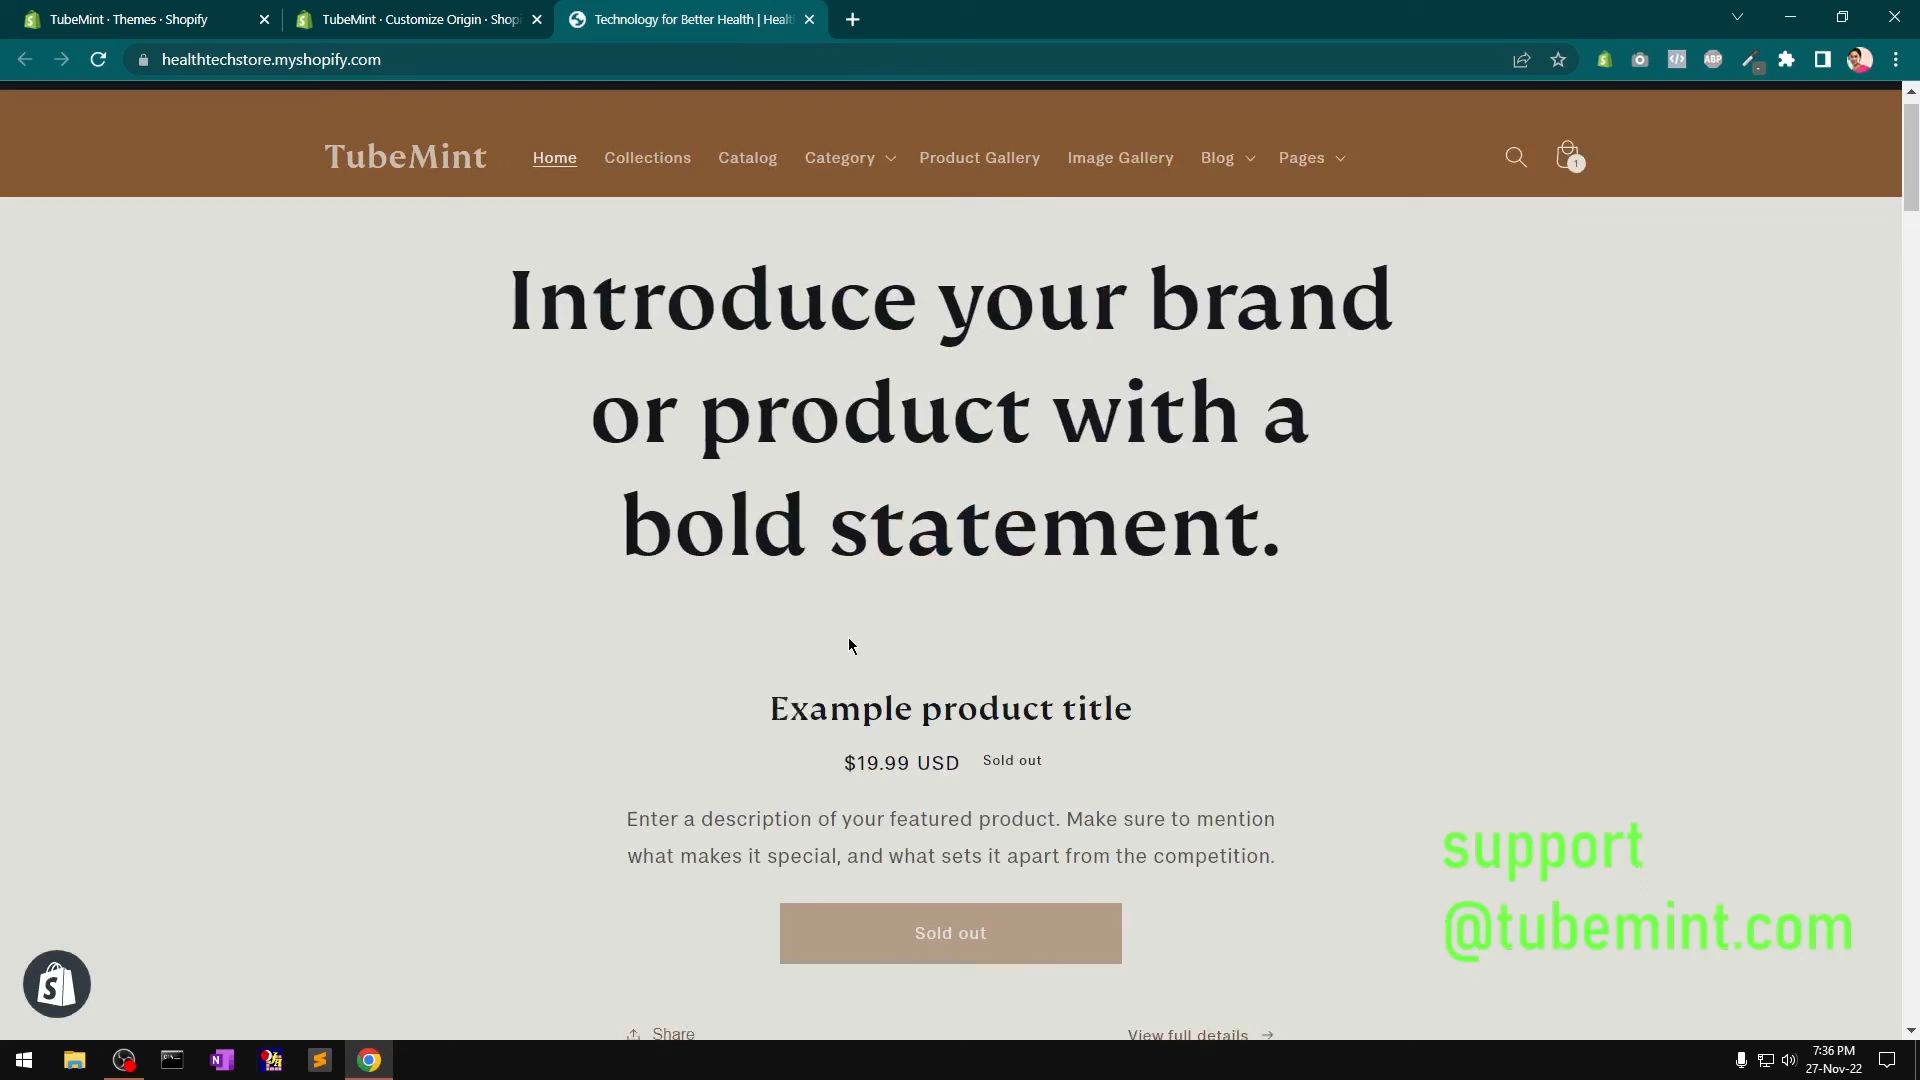 TubeMint · Themes · Shopify
TubeMint · Customize Origin · Shopi
Technology for Better Health | Healt
healthtechstore.myshopify.com
ABP
TubeMint
Home
Collections
Catalog
Category
Product Gallery
Image Gallery
Blog
Pages
1
Introduce your brand
or product with a
bold statement.
Example product title
$19.99 USD
Sold out
Enter a description of your featured product. Make sure to mention
what makes it special, and what sets it apart from the competition.
Sold out
support
@tubemint.com
Share
View full details
7:36 PM
27-Nov-22